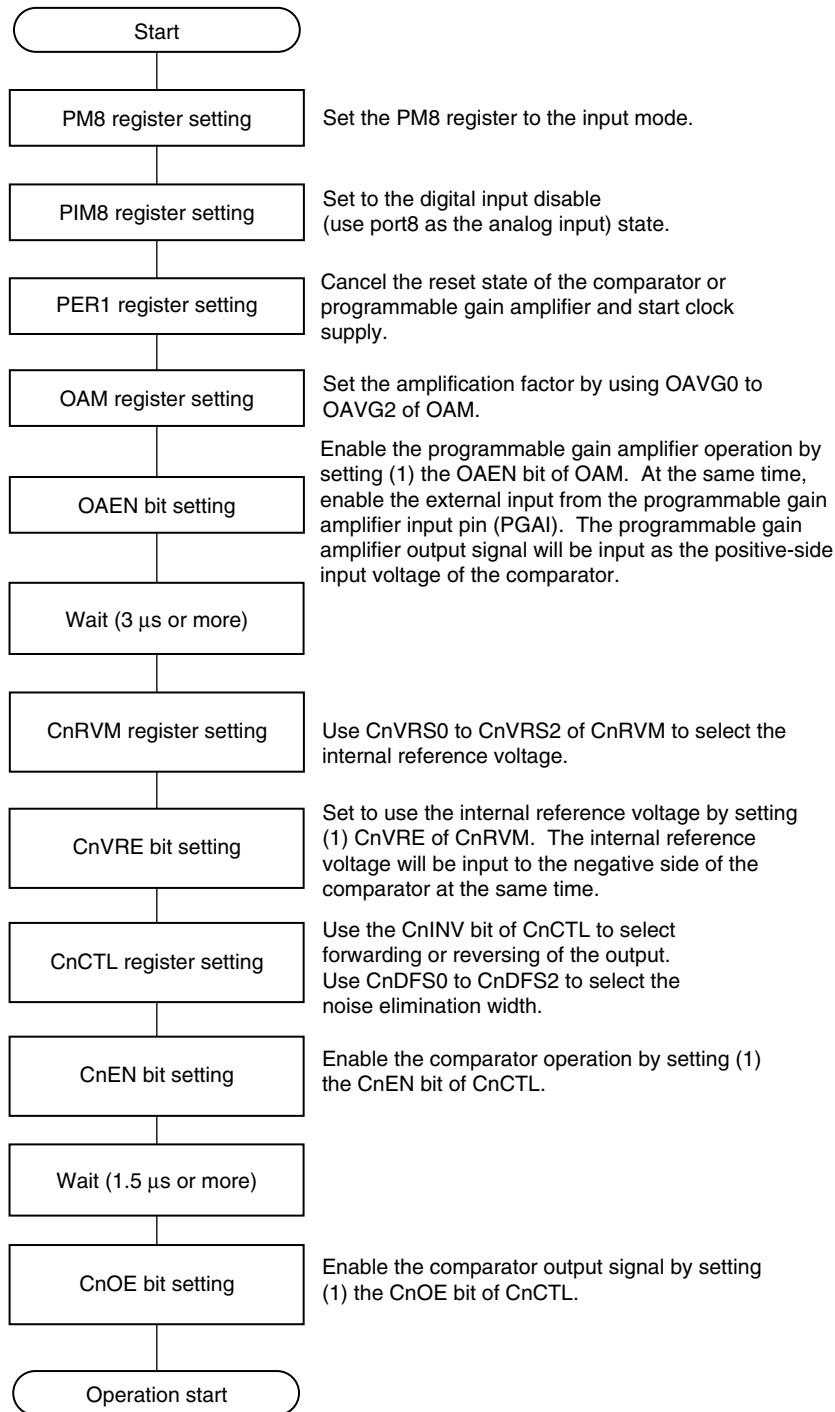 Start
PM8 register setting
Set the PM8 register to the input mode.
PIM8 register setting
Set to the digital input disable
(use port8 as the analog input) state.
PER1 register setting
Cancel the reset state of the comparator or
programmable gain amplifier and start clock
supply.
OAM register setting
Set the amplification factor by using OAVG0 to
OAVG2 of OAM.
OAEN bit setting
Enable the programmable gain amplifier operation by
setting (1) the OAEN bit of OAM.  At the same time,
enable the external input from the programmable gain
amplifier input pin (PGAI).  The programmable gain
amplifier output signal will be input as the positive-side
input voltage of the comparator.
Wait (3 μs or more)
CnRVM register setting
Use CnVRS0 to CnVRS2 of CnRVM to select the
internal reference voltage.
CnVRE bit setting
Set to use the internal reference voltage by setting
(1) CnVRE of CnRVM.  The internal reference
voltage will be input to the negative side of the
comparator at the same time.
CnCTL register setting
Use the CnINV bit of CnCTL to select
forwarding or reversing of the output.
Use CnDFS0 to CnDFS2 to select the
noise elimination width.
CnEN bit setting
Enable the comparator operation by setting (1)
the CnEN bit of CnCTL.
Wait (1.5 μs or more)
CnOE bit setting
Enable the comparator output signal by setting
(1) the CnOE bit of CnCTL.
Operation start